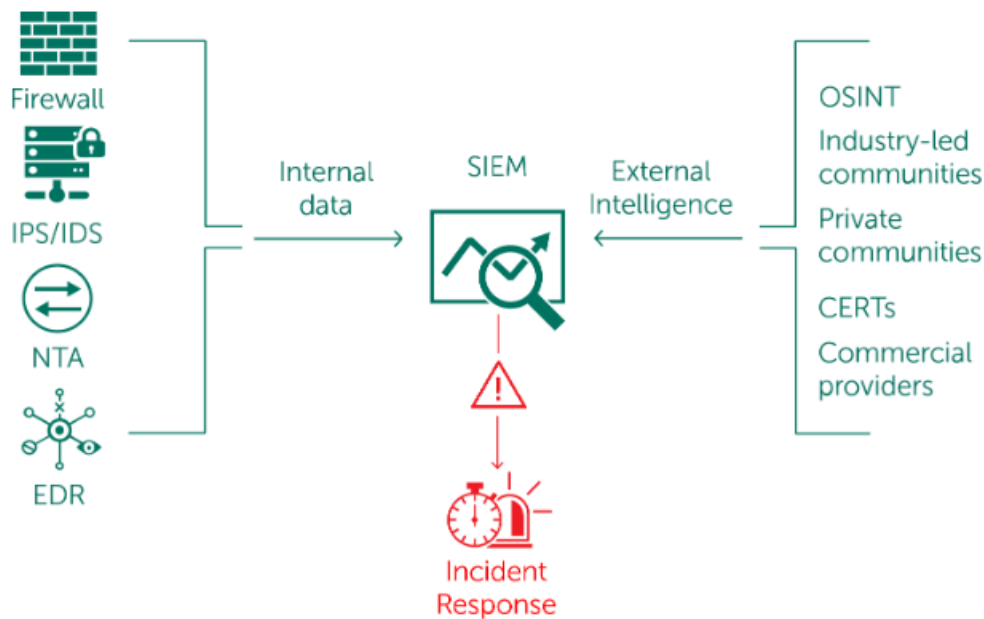 Firewall
IPS/IDS
NTA
EDR
Internal
data
SIEM
External
Intelligence
OSINT
Industry-led
communities
Private
communities
CERTs
Commercial
providers
Incident
Response